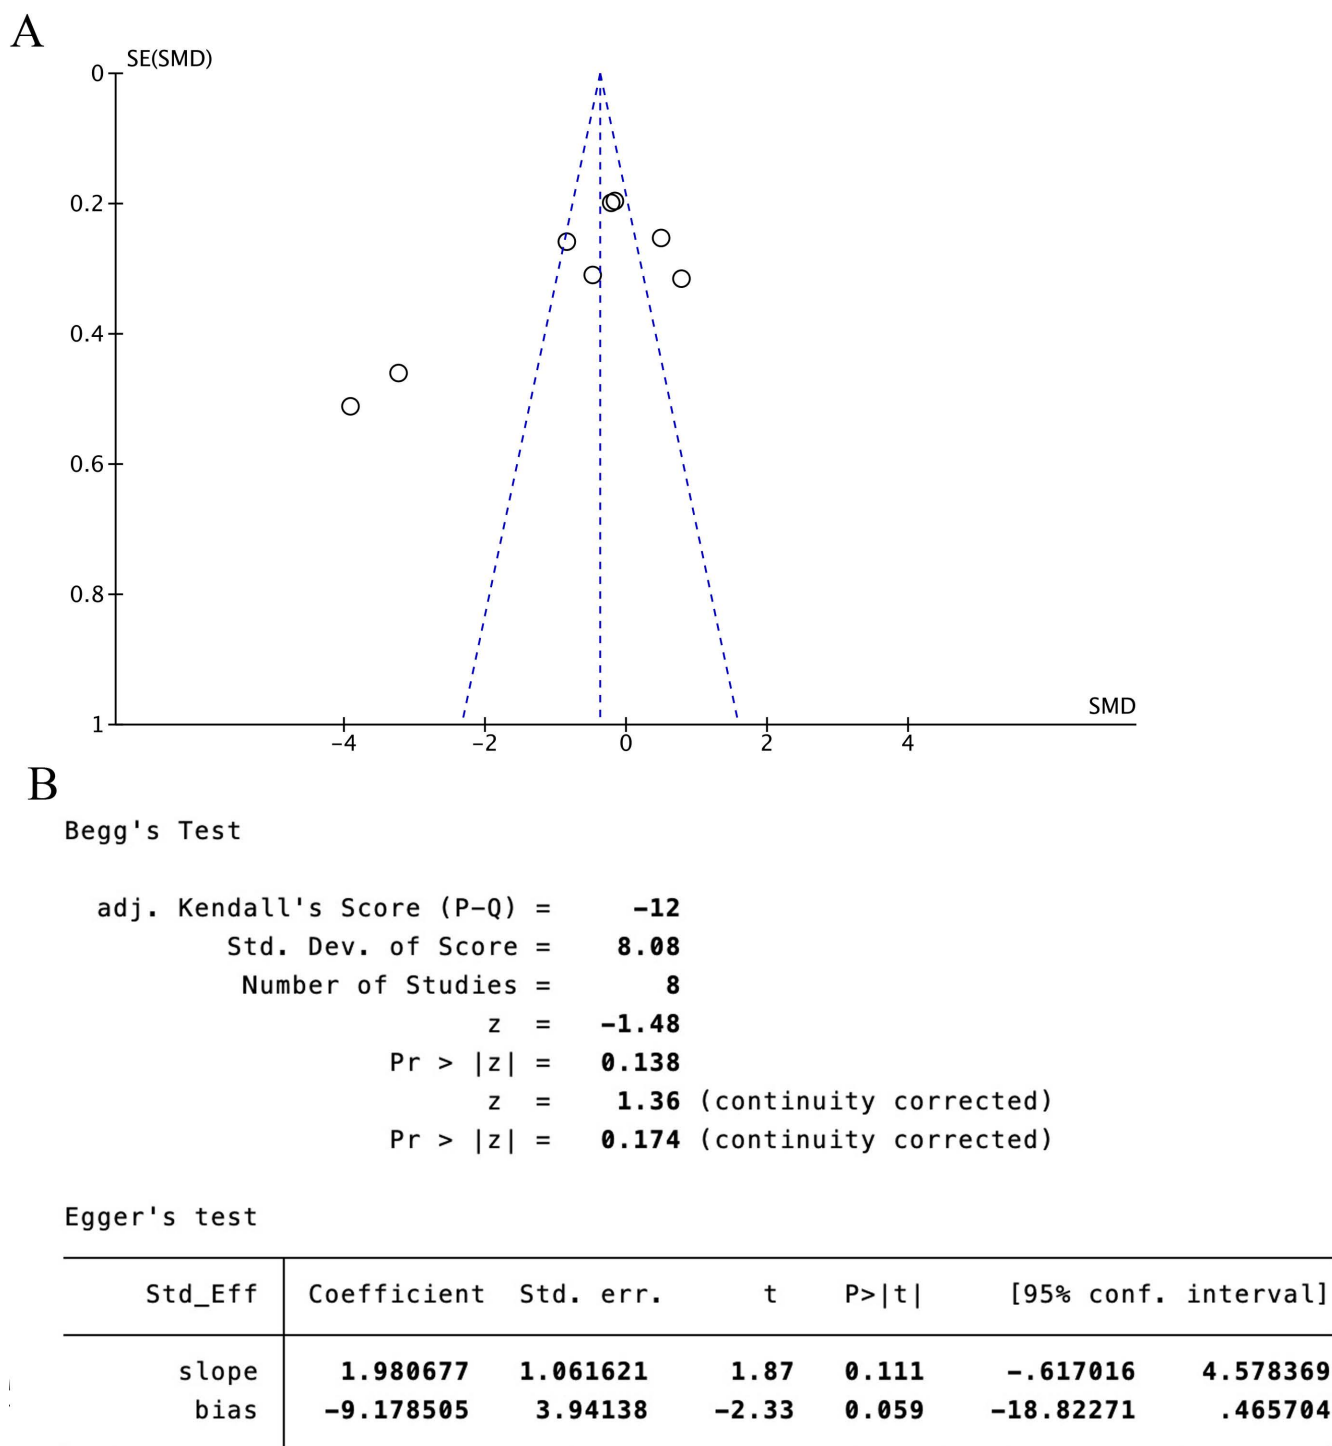 A
SE(SMD)
0
0.2
0.4
0.6
0.8
1
SMD
−4 −2 0 2 4
B
Begg's Test
adj. Kendall's Score (P−Q) = −12
Std. Dev. of Score = 8.08
Number of Studies = 8
z = −1.48
Pr > |z| = 0.138
z = 1.36 (continuity corrected)
Pr > |z| = 0.174 (continuity corrected)
Egger's test
Std_Eff Coefficient Std. err. t P>|t| [95% conf. interval]
slope 1.980677 1.061621 1.87 0.111 −.617016 4.578369
bias −9.178505 3.94138 −2.33 0.059 −18.82271 .465704